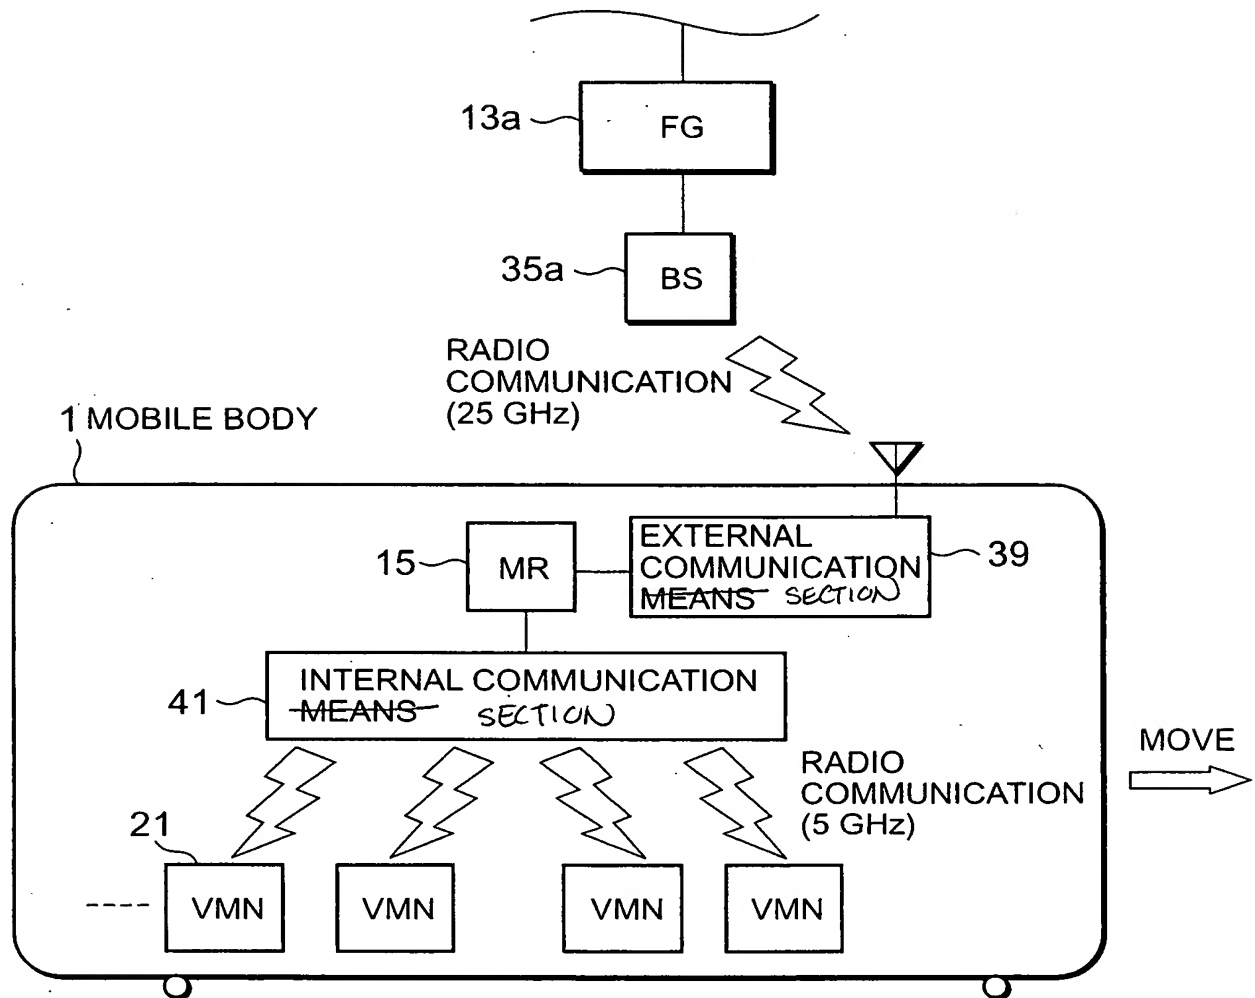 13a
FG
35a
BS
RADIO
COMMUNICATION
(25 GHz)
1 MOBILE BODY
15
MR
EXTERNAL
COMMUNICATION
MEANS SECTION
39
41
INTERNAL COMMUNICATION
MEANS SECTION
RADIO
COMMUNICATION
(5 GHz)
MOVE
21
VMN
VMN
VMN
VMN